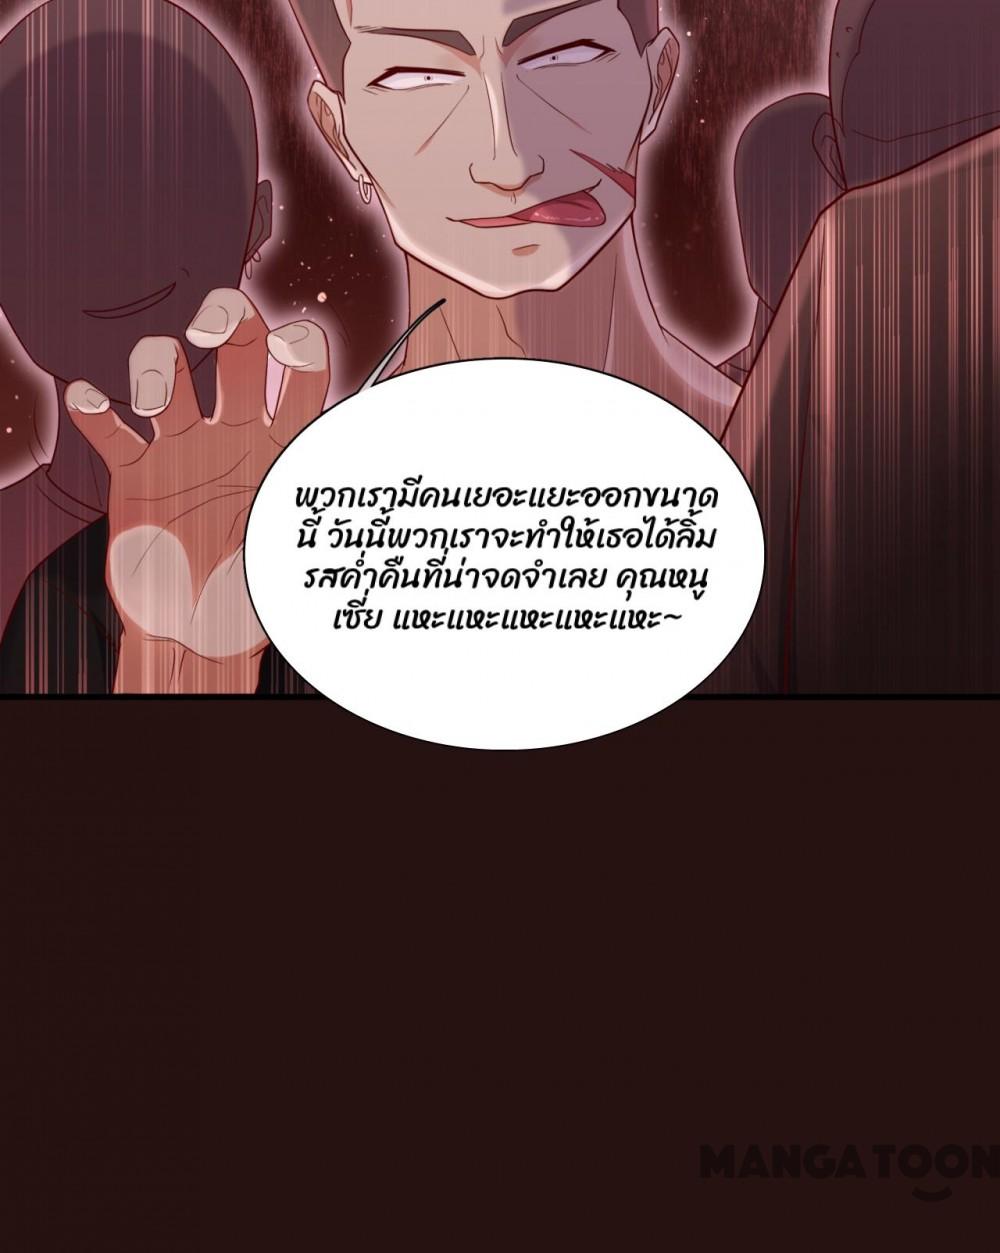 พวกเรามีคนเยอะแยะออกขนาด
นี้ วันนี้พวกเราจะทำให้เธอได้ลิ้ม
รสค่ำคืนที่น่าจดจำเลย คุณหนู
เซี่ย แหะแหะแหะแหะแหะ~
MANGATOON